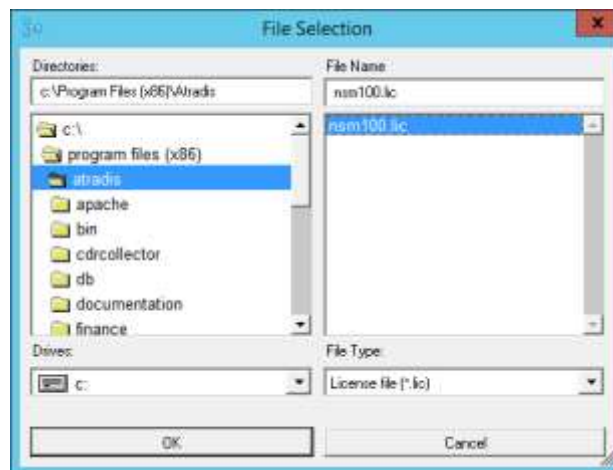 File Selection
x
Directories:
c:\Program Files (x86)\Atradis
c:\
program files (x86)
atradis
apache
bin
cdrcollector
db
documentation
finance
Drives:
c:
OK
File Name
nsm100.lic
nsm100.lic
File Type:
License file (*.lic)
Cancel